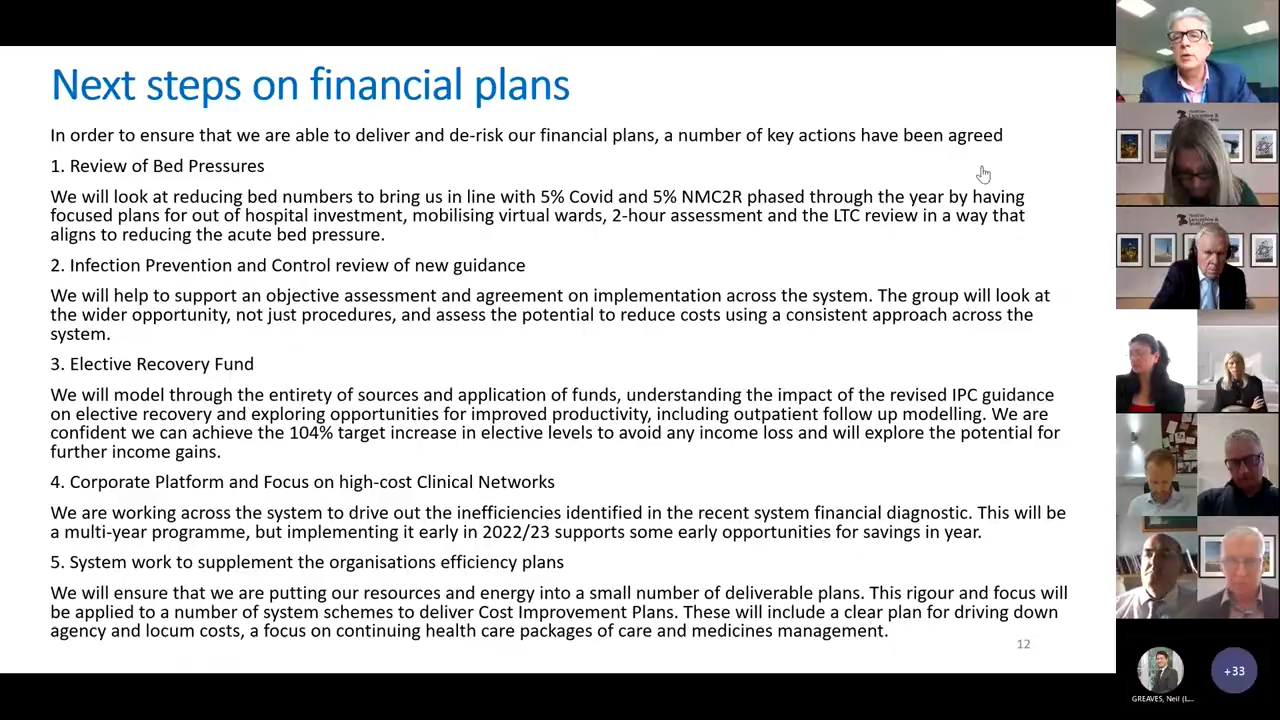 Next steps on financial plans
In order to ensure that we are able to deliver and de-risk our financial plans, a number of key actions have been agreed
1. Review of Bed Pressures
We will look at reducing bed numbers to bring us in line with 5% Covid and 5% NMC2R phased through the year by having
focused plans for out of hospital investment, mobilising virtual wards, 2-hour assessment and the LTC review in a way that
aligns to reducing the acute bed pressure.
2. Infection Prevention and Control review of new guidance
We will help to support an objective assessment and agreement on implementation across the system. The group will look at
the wider opportunity, not just procedures, and assess the potential to reduce costs using a consistent approach across the
system.
3. Elective Recovery Fund
We will model through the entirety of sources and application of funds, understanding the impact of the revised IPC guidance
on elective recovery and exploring opportunities for improved productivity, including outpatient follow up modelling. We are
confident we can achieve the 104% target increase in elective levels to avoid any income loss and will explore the potential for
further income gains.
4. Corporate Platform and Focus on high-cost Clinical Networks
We are working across the system to drive out the inefficiencies identified in the recent system financial diagnostic. This will be
a multi-year programme, but implementing it early in 2022/23 supports some early opportunities for savings in year.
5. System work to supplement the organisations efficiency plans
We will ensure that we are putting our resources and energy into a small number of deliverable plans. This rigour and focus will
be applied to a number of system schemes to deliver Cost Improvement Plans. These will include a clear plan for driving down
agency and locum costs, a focus on continuing health care packages of care and medicines management.
12
+33
GREAVES, Neil (L...